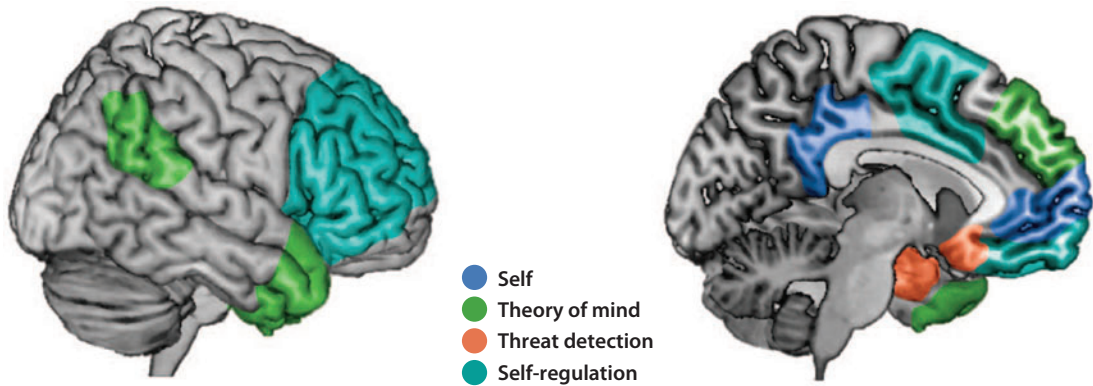 Self
Theory of mind
Threat detection
Self-regulation